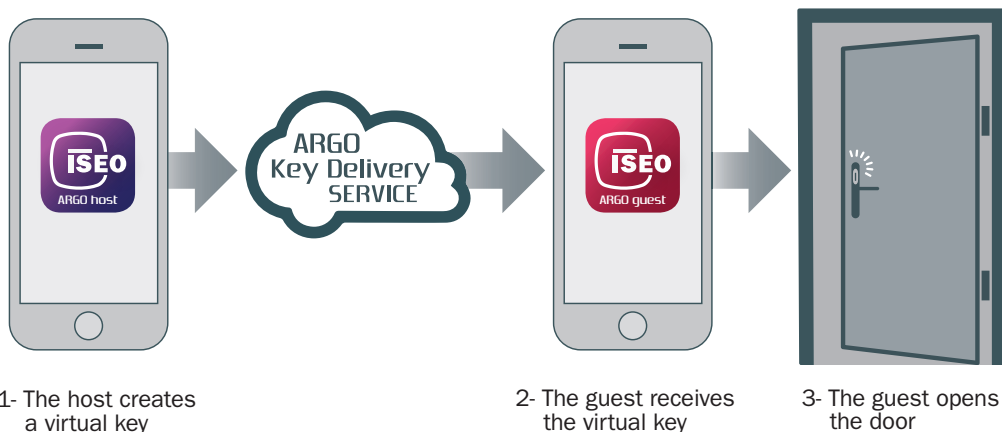 ISEO
ARGO host
ARGO
Key Delivery
SERVICE
ISEO
ARGO guest
1- The host creates
a virtual key
2- The guest receives
the virtual key
3- The guest opens
the door